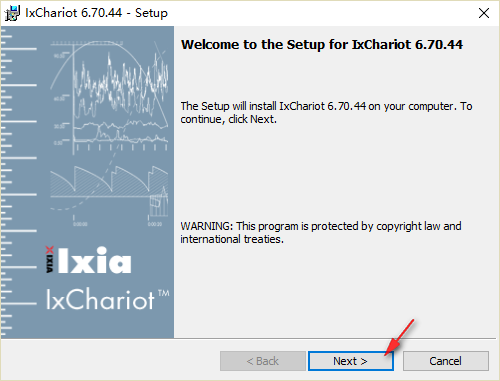 IxChariot 6.70.44 - Setup
Welcome to the Setup for IxChariot 6.70.44
The Setup will install IxChariot 6.70.44 on your computer. To
continue, click Next.
WARNING: This program is protected by copyright law and
international treaties.
IXIA Ixia
IxChariot™
< Back
Next >
Cancel